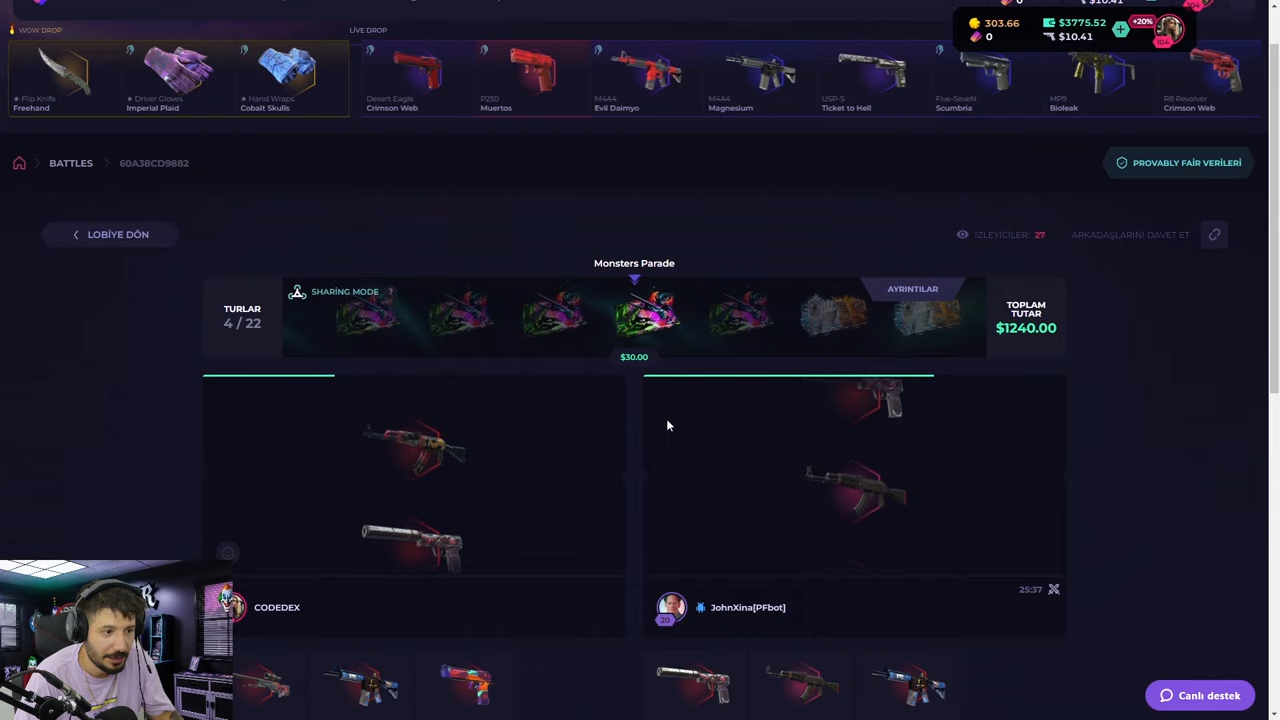 303.66
$3775.52
+20%
0
$10.41
104
WOW DROP
LIVE DROP
★ Flip Knife
Freehand
★ Driver Gloves
Imperial Plaid
★ Hand Wraps
Cobalt Skulls
Desert Eagle
Crimson Web
P250
Muertos
M4A4
Evil Daimyo
M4A4
Magnesium
USP-S
Ticket to Hell
Five-SeveN
Scumbria
MP9
Bioleak
R8 Revolver
Crimson Web
BATTLES
60A38CD9882
PROVABLY FAIR VERİLERİ
LOBİYE DÖN
İZLEYİCİLER: 27
ARKADAŞLARINI DAVET ET
Monsters Parade
SHARİNG MODE ?
AYRINTILAR
TURLAR
4 / 22
TOPLAM
TUTAR
$1240.00
$30.00
25:37
CODEDEX
JohnXina[PFbot]
20
Canlı destek